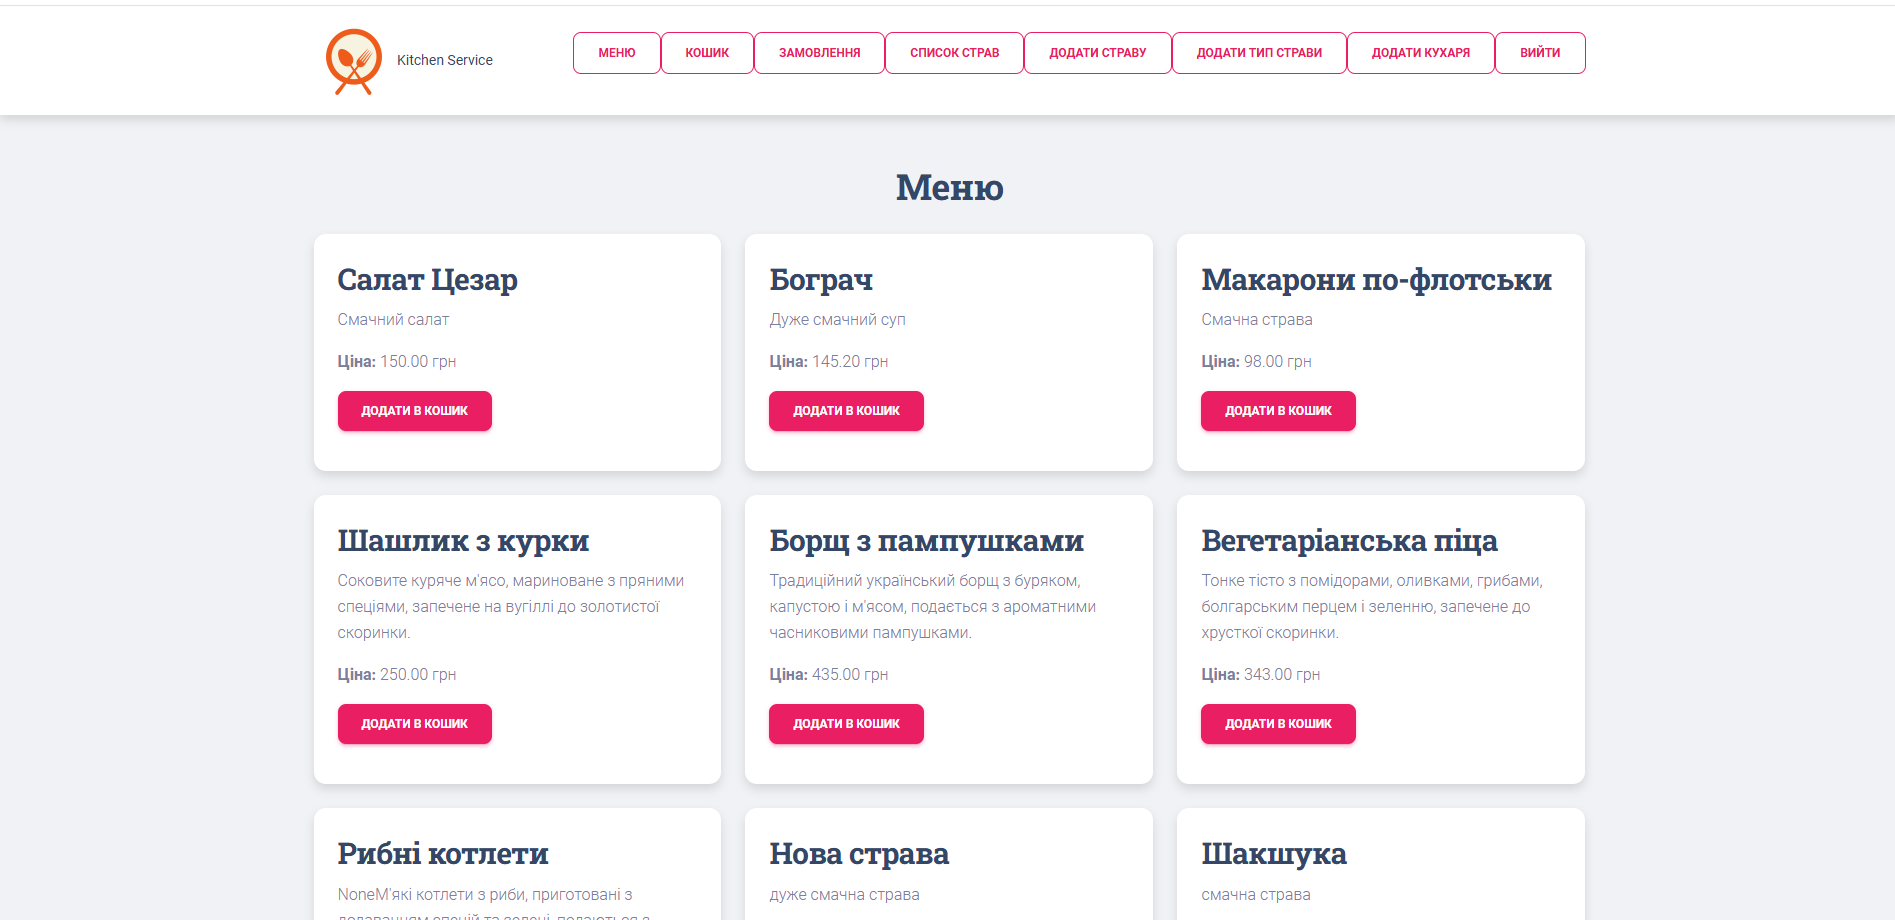 Kitchen Service
МЕНЮ
КОШИК
ЗАМОВЛЕННЯ
СПИСОК СТРАВ
ДОДАТИ СТРАВУ
ДОДАТИ ТИП СТРАВИ
ДОДАТИ КУХАРЯ
ВИЙТИ
Меню
Салат Цезар
Смачний салат
Ціна: 150.00 грн
ДОДАТИ В КОШИК
Бограч
Дуже смачний суп
Ціна: 145.20 грн
ДОДАТИ В КОШИК
Макарони по-флотськи
Смачна страва
Ціна: 98.00 грн
ДОДАТИ В КОШИК
Шашлик з курки
Соковите куряче м'ясо, мариноване з пряними
спеціями, запечене на вугіллі до золотистої
скоринки.
Ціна: 250.00 грн
ДОДАТИ В КОШИК
Борщ з пампушками
Традиційний український борщ з буряком,
капустою і м'ясом, подається з ароматними
часниковими пампушками.
Ціна: 435.00 грн
ДОДАТИ В КОШИК
Вегетаріанська піца
Тонке тісто з помідорами, оливками, грибами,
болгарським перцем і зеленню, запечене до
хрусткої скоринки.
Ціна: 343.00 грн
ДОДАТИ В КОШИК
Рибні котлети
NoneМ'які котлети з риби, приготовані з
додаванням спецій та зелені, подаються з
Нова страва
дуже смачна страва
Шакшука
смачна страва